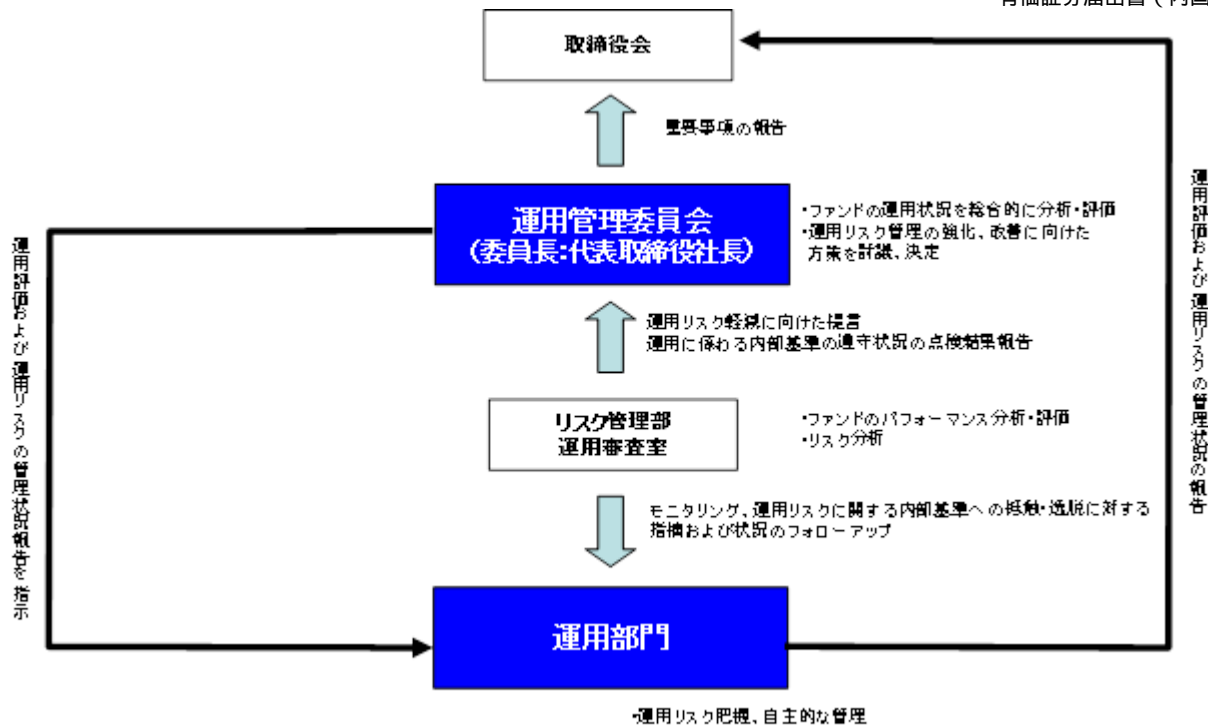 有価証券届出書（内国
取締役会
重要事項の報告
運用管理委員会
（委員長：代表取締役社長）
・ファンドの運用状況を総合的に分析・評価
・運用リスク管理の強化、改善に向けた
方策を討議、決定
運用リスク軽減に向けた提言
運用に係わる内部基準の遵守状況の点検結果報告
リスク管理部
運用審査室
・ファンドのパフォーマンス分析・評価
・リスク分析
モニタリング、運用リスクに関する内部基準への抵触・逸脱に対する
指摘および状況のフォローアップ
運用部門
・運用リスク把握、自主的な管理
運用評価および運用リスクの管理状況報告を指示
運用評価および運用リスクの管理状況の報告